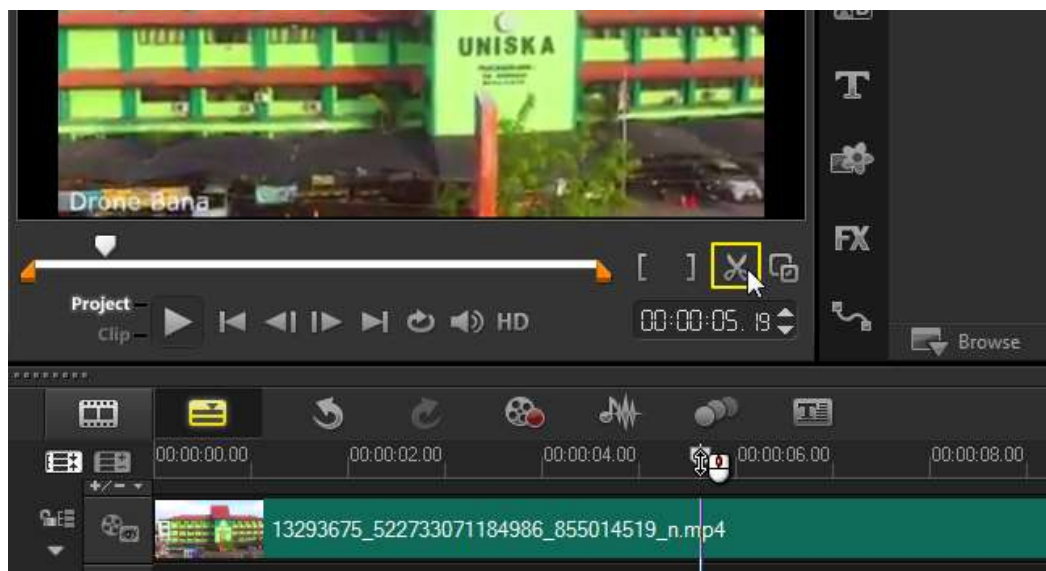 UNISKA
Drone Bana
T
FX
[ ]
Project
Clip
HD
00:00:05.19
Browse
00:00:00.00 00:00:02.00 00:00:04.00 00:00:06.00 00:00:08.00
+/-
13293675_522733071184986_855014519_n.mp4